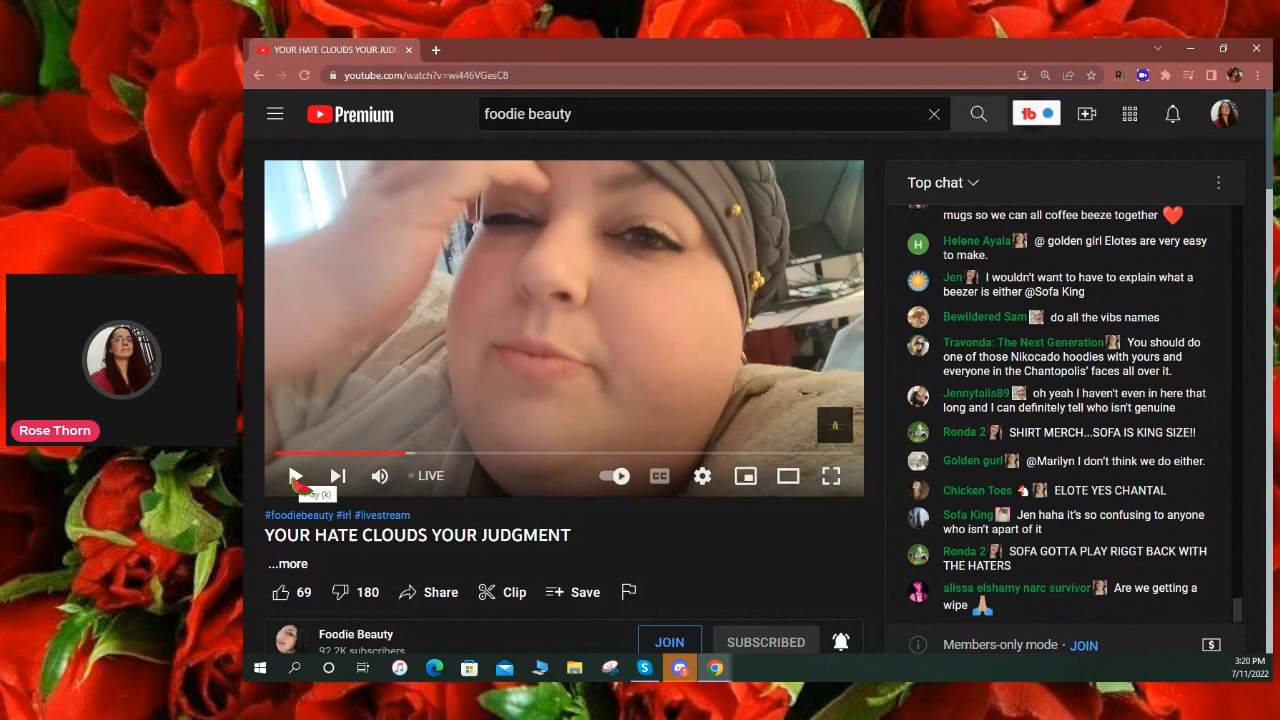 YOUR HATE CLOUDS YOUR JUDG
youtube.com/watch?v=wi446VGesC8
Premium
foodie beauty
tb
Top chat
mugs so we can all coffee beeze together
Helene Ayala @ golden girl Elotes are very easy
to make.
Jen I wouldn't want to have to explain what a
beezer is either @Sofa King
Bewildered Sam do all the vibs names
Travonda: The Next Generation You should do
one of those Nikocado hoodies with yours and
everyone in the Chantopolis' faces all over it.
Jennytails89 oh yeah I haven't even in here that
long and I can definitely tell who isn't genuine
Ronda 2 SHIRT MERCH...SOFA IS KING SIZE!!
Golden gurl @Marilyn I don't think we do either.
Chicken Toes ELOTE YES CHANTAL
Sofa King Jen haha it's so confusing to anyone
who isn't apart of it
Ronda 2 SOFA GOTTA PLAY RIGGT BACK WITH
THE HATERS
alissa elshamy narc survivor Are we getting a
wipe
Members-only mode · JOIN
Rose Thorn
LIVE
CC
Play (k)
#foodiebeauty #irl #livestream
YOUR HATE CLOUDS YOUR JUDGMENT
...more
69 180 Share Clip Save
Foodie Beauty
92.2K subscribers
JOIN
SUBSCRIBED
3:20 PM
7/11/2022